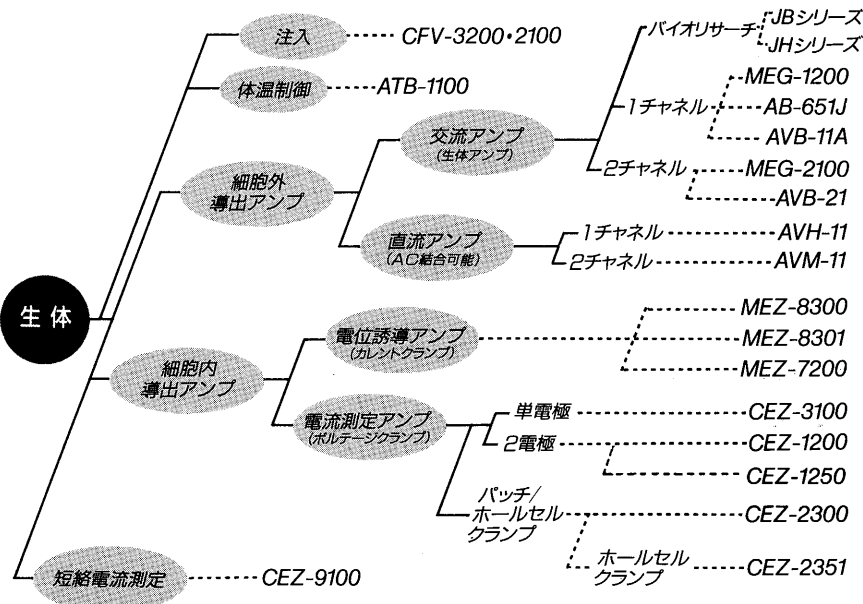 注入 CFV-3200・2100
体温制御 ATB-1100
細胞外
導出アンプ
交流アンプ
(生体アンプ)
バイオリサーチ
JBシリーズ
JHシリーズ
1チャネル
MEG-1200
AB-651J
AVB-11A
2チャネル
MEG-2100
AVB-21
直流アンプ
(AC結合可能)
1チャネル AVH-11
2チャネル AVM-11
生体
細胞内
導出アンプ
電位誘導アンプ
(カレントクランプ)
MEZ-8300
MEZ-8301
MEZ-7200
電流測定アンプ
(ボルテージクランプ)
単電極 CEZ-3100
2電極 CEZ-1200
CEZ-1250
パッチ/
ホールセル
クランプ
CEZ-2300
ホールセル
クランプ
CEZ-2351
短絡電流測定 CEZ-9100